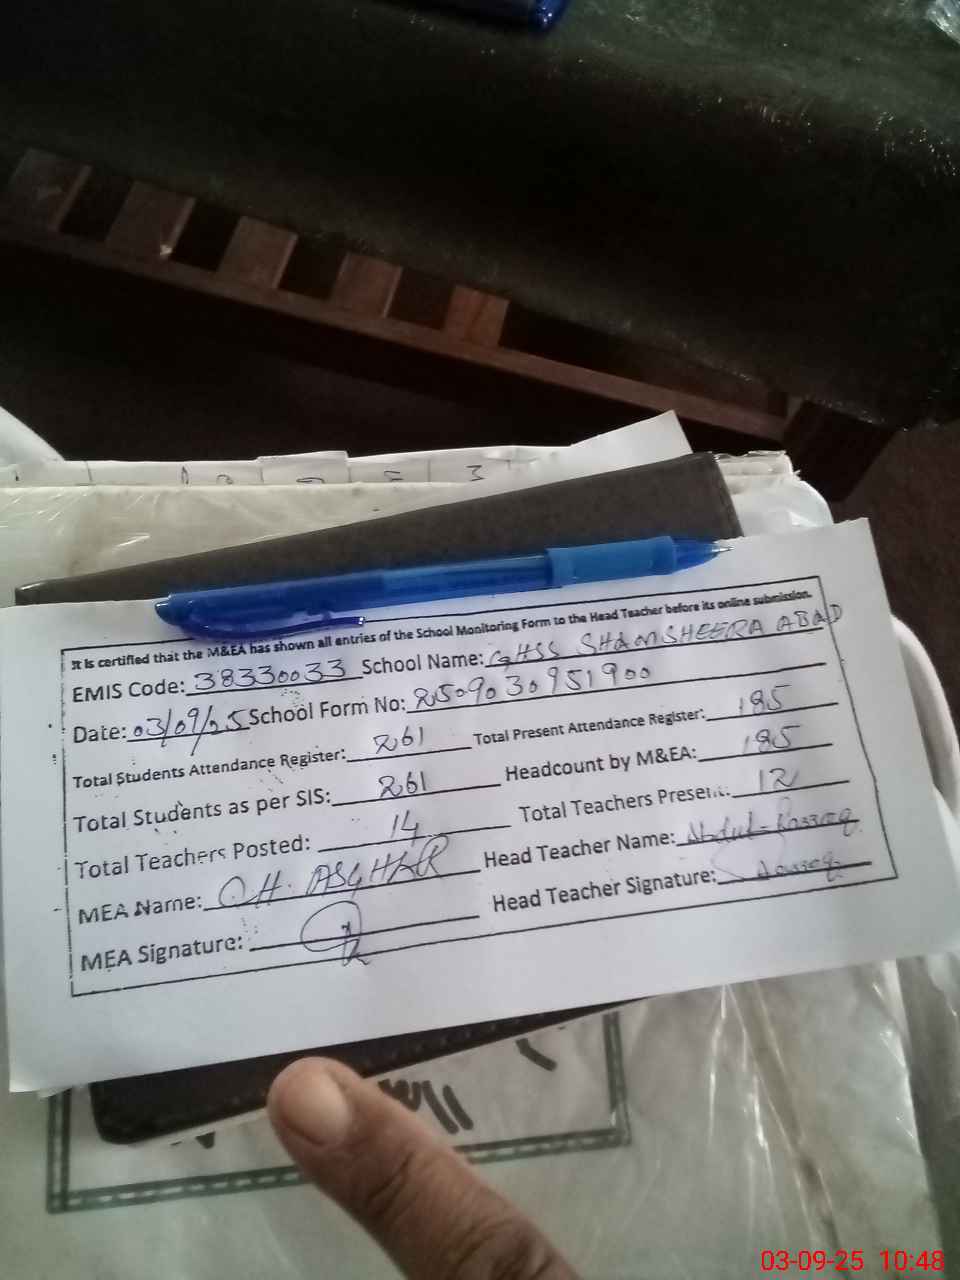 It is certified that the M&EA has shown all entries of the School Monitoring Form to the Head Teacher before its online submission.
EMIS Code: 38330033 School Name: GHSS SHAMSHEERA ABAD
Date: 03/09/25 School Form No: 2509030951900
Total Students Attendance Register: 261 Total Present Attendance Register: 185
Total Students as per SIS: 261 Headcount by M&EA: 185
Total Teachers Posted: 14 Total Teachers Present: 12
MEA Name: CH. ASGHAR Head Teacher Name: Abdul-Razzaq
MEA Signature: Head Teacher Signature:
03-09-25 10:48